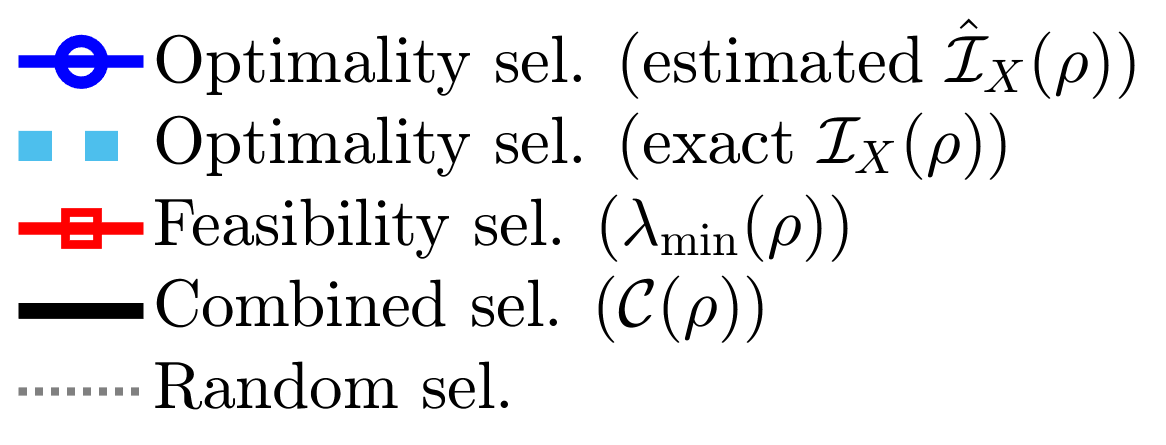 Optimality sel. (estimated $\hat{\mathcal{I}}_X(\rho)$)
Optimality sel. (exact $\mathcal{I}_X(\rho)$)
Feasibility sel. ($\lambda_{\min}(\rho)$)
Combined sel. ($\mathcal{C}(\rho)$)
Random sel.